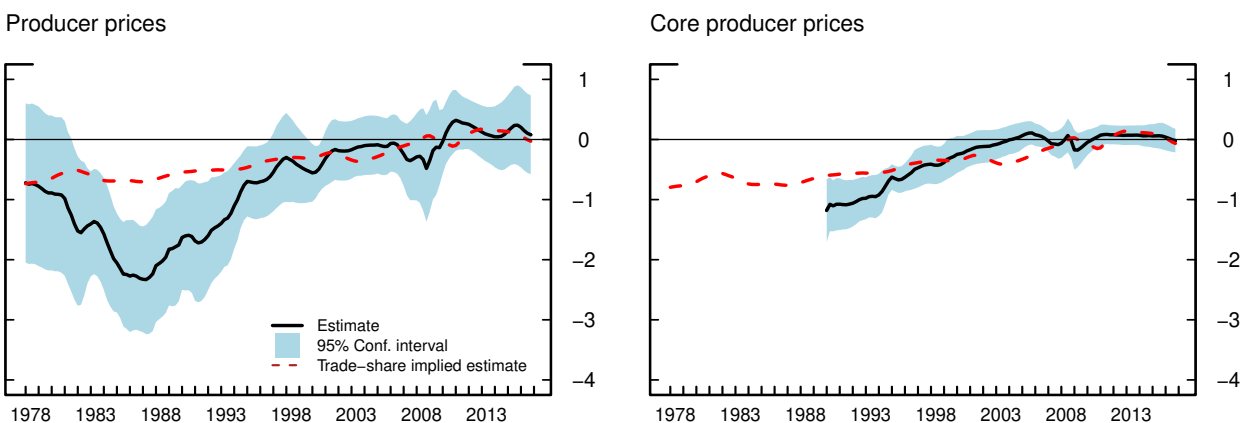 Producer prices
1
0
−1
−2
−3
−4
Estimate
95% Conf. interval
Trade−share implied estimate
1978 1983 1988 1993 1998 2003 2008 2013
Core producer prices
1
0
−1
−2
−3
−4
1978 1983 1988 1993 1998 2003 2008 2013